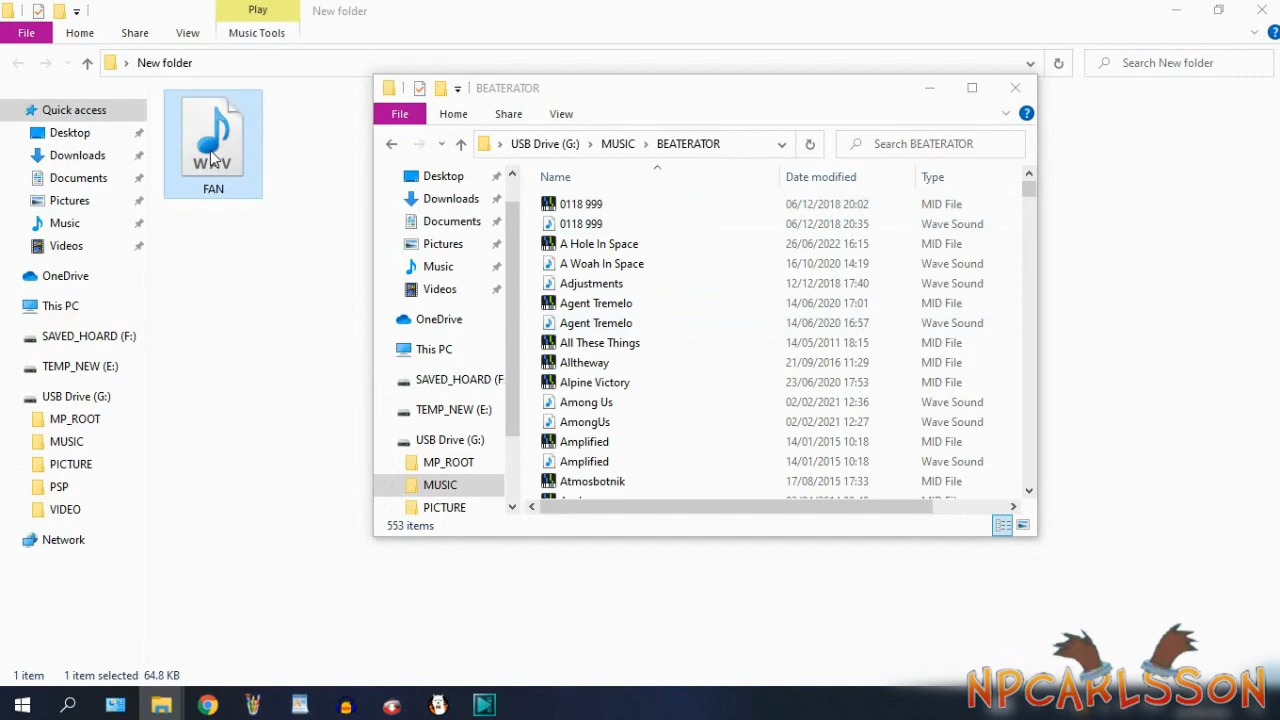 Play
New folder
File
Home
Share
View
Music Tools
New folder
Search New folder
Quick access
Desktop
Downloads
Documents
Pictures
Music
Videos
OneDrive
This PC
SAVED_HOARD (F:)
TEMP_NEW (E:)
USB Drive (G:)
MP_ROOT
MUSIC
PICTURE
PSP
VIDEO
Network
FAN
BEATERATOR
File
Home
Share
View
USB Drive (G:)
MUSIC
BEATERATOR
Search BEATERATOR
Desktop
Downloads
Documents
Pictures
Music
Videos
OneDrive
This PC
SAVED_HOARD (F:
TEMP_NEW (E:)
USB Drive (G:)
MP_ROOT
MUSIC
PICTURE
Name Date modified Type
0118 999 06/12/2018 20:02 MID File
0118 999 06/12/2018 20:35 Wave Sound
A Hole In Space 26/06/2022 16:15 MID File
A Woah In Space 16/10/2020 14:19 Wave Sound
Adjustments 12/12/2018 17:40 Wave Sound
Agent Tremelo 14/06/2020 17:01 MID File
Agent Tremelo 14/06/2020 16:57 Wave Sound
All These Things 14/05/2011 18:15 MID File
Alltheway 21/09/2016 11:29 MID File
Alpine Victory 23/06/2020 17:53 MID File
Among Us 02/02/2021 12:36 Wave Sound
AmongUs 02/02/2021 12:27 Wave Sound
Amplified 14/01/2015 10:18 MID File
Amplified 14/01/2015 10:18 Wave Sound
Atmosbotnik 17/08/2015 17:33 MID File
553 items
1 item 1 item selected 64.8 KB
NPCARLSSON